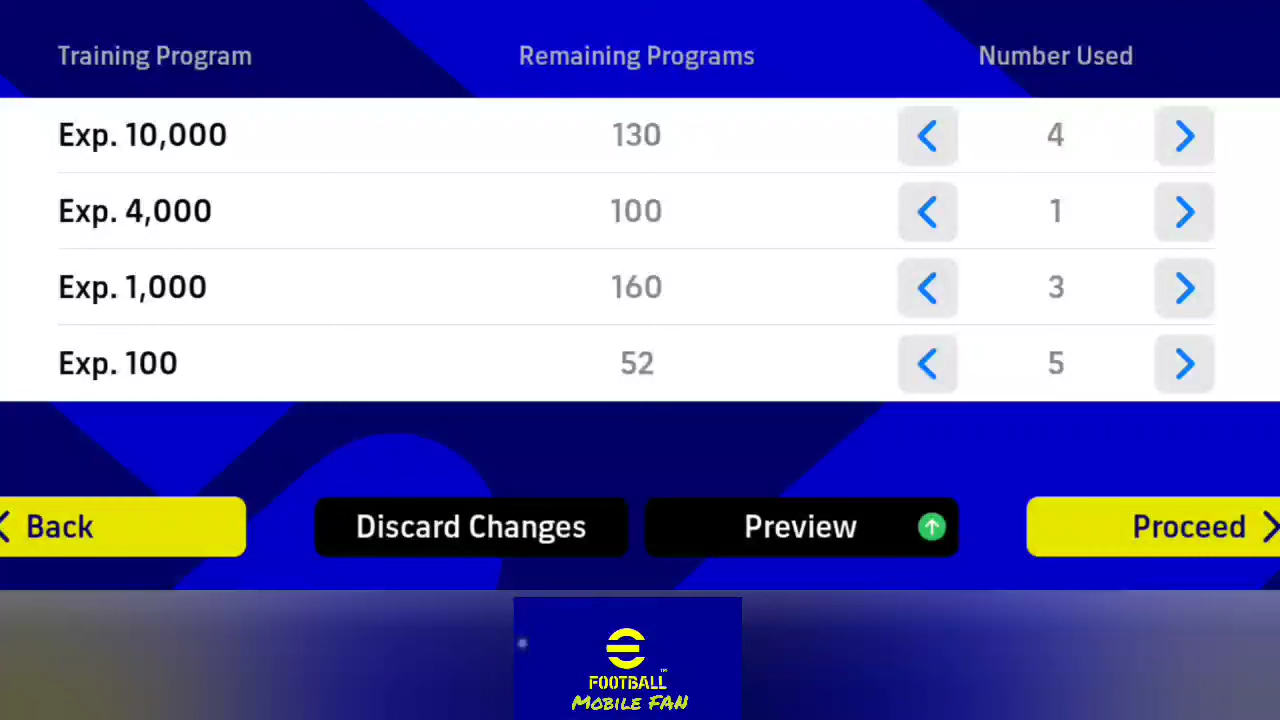 Training Program Remaining Programs Number Used
Exp. 10,000 130 4
Exp. 4,000 100 1
Exp. 1,000 160 3
Exp. 100 52 5
Back Discard Changes Preview Proceed
FOOTBALL™
MOBILE FAN